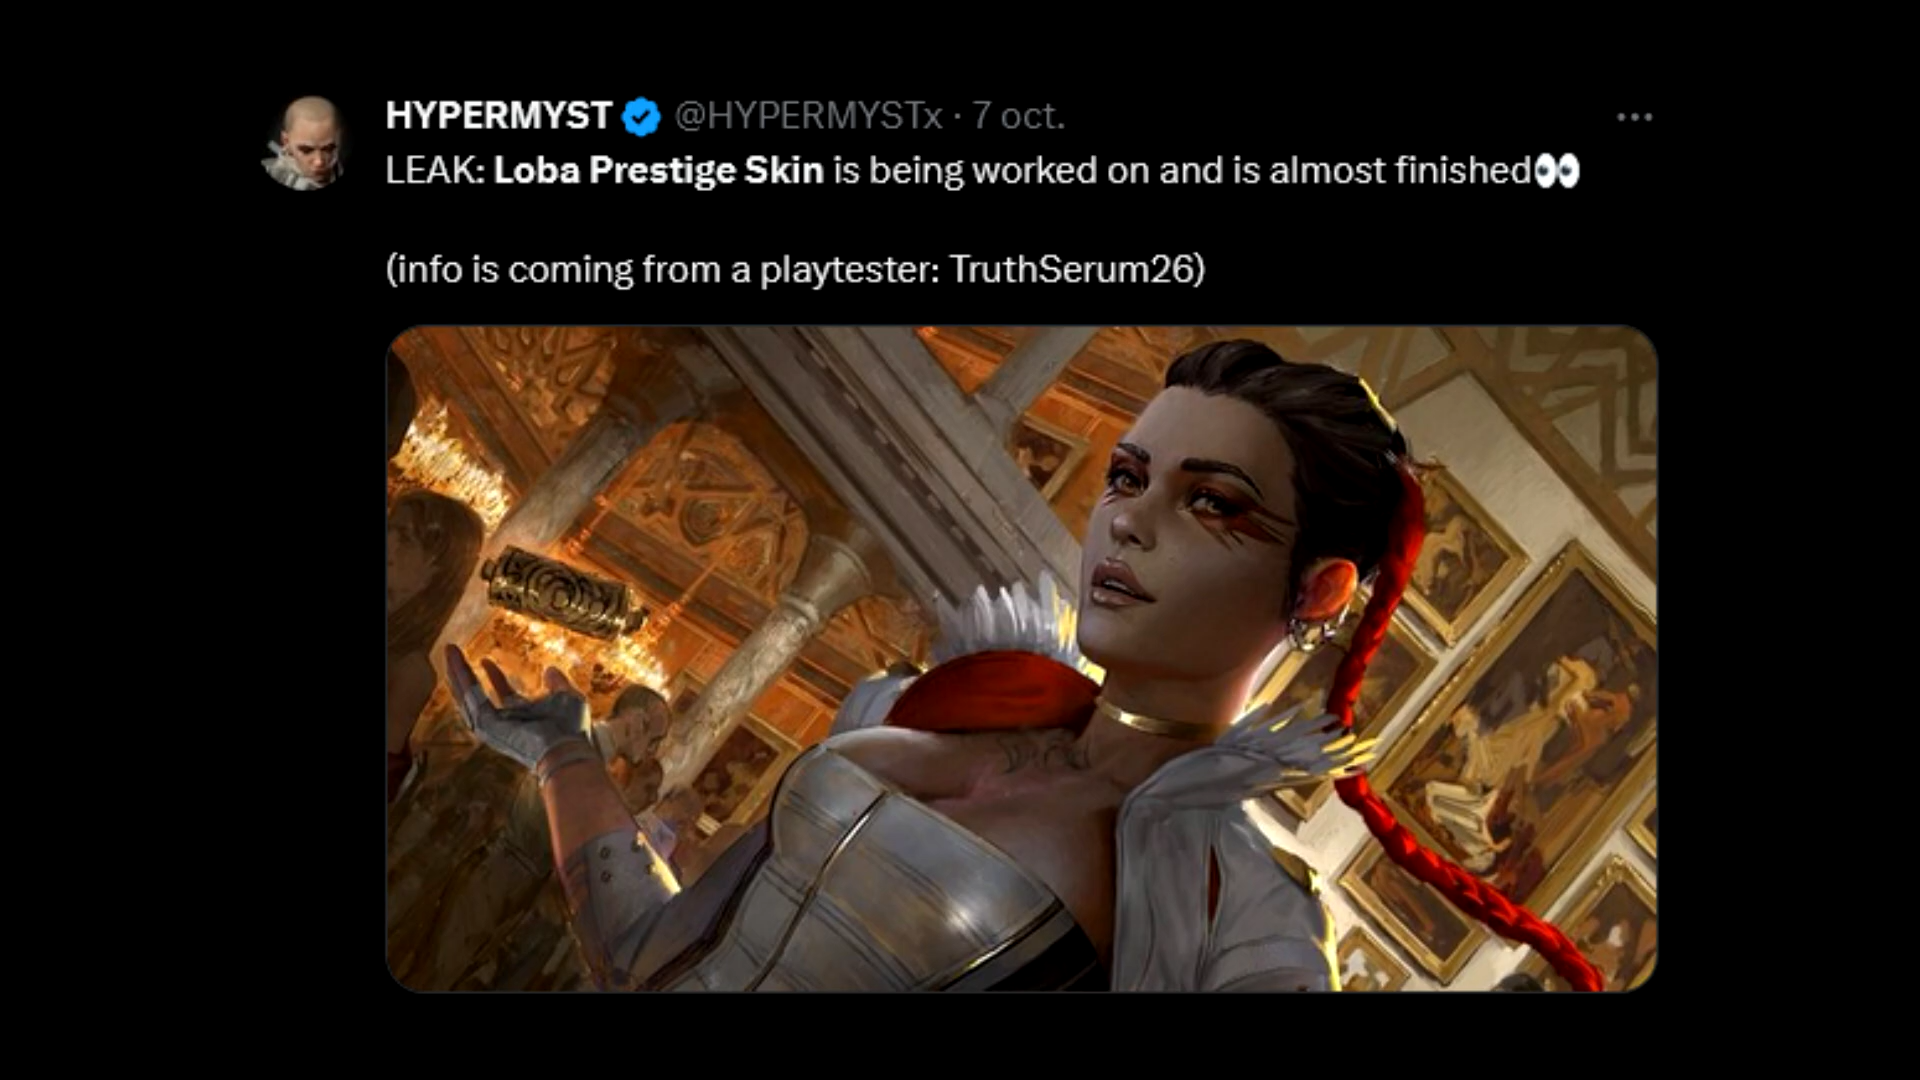 HYPERMYST @HYPERMYSTx · 7 oct.
LEAK: Loba Prestige Skin is being worked on and is almost finished👀
(info is coming from a playtester: TruthSerum26)